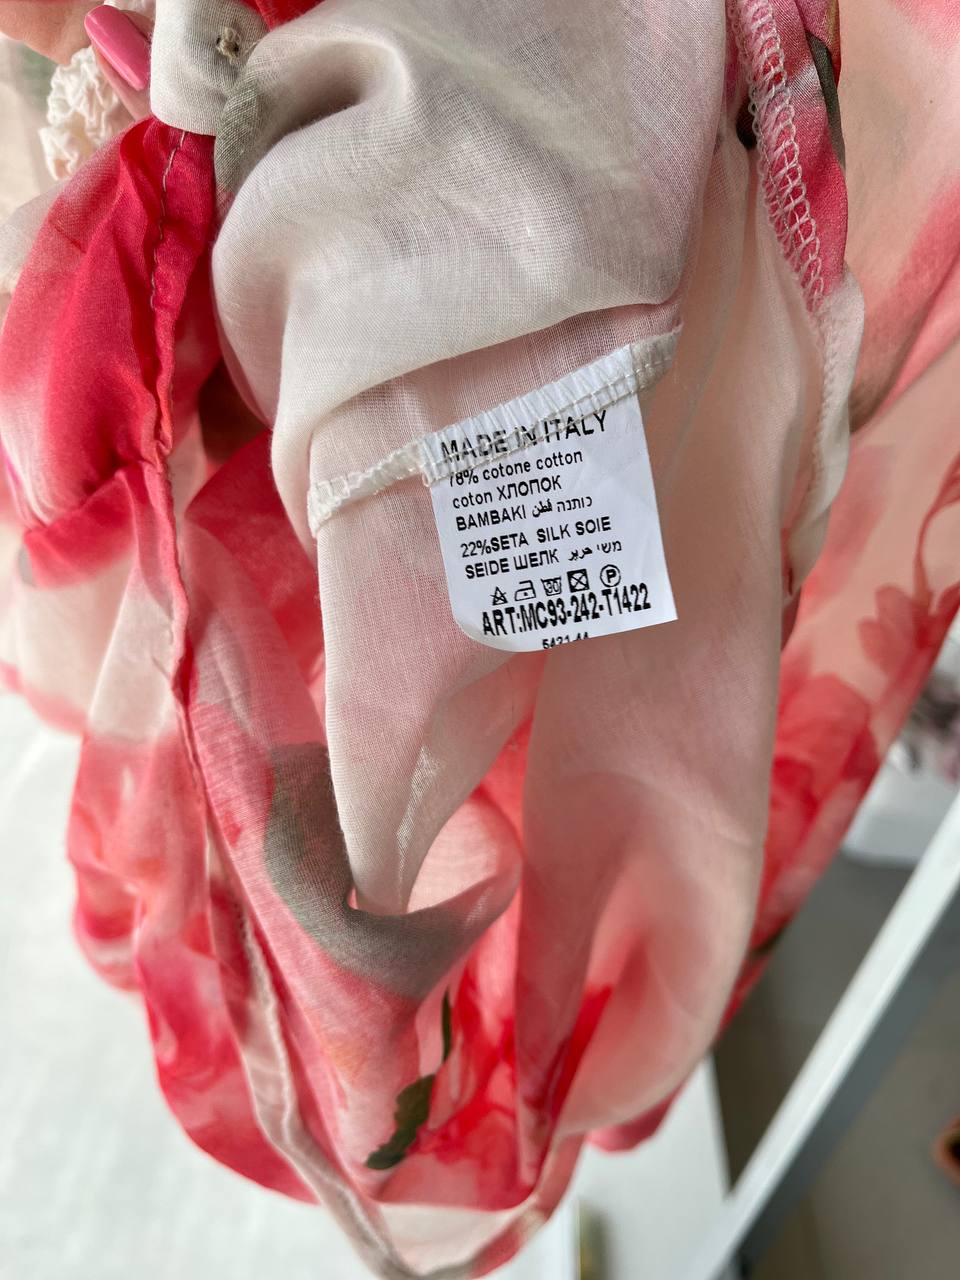 MADE IN ITALY
78% cotone cotton
coton ХЛОПОК
BAMBAKI قطن כותנה
22%SETA SILK SOIE
SEIDE ШЕЛК משי حرير
ART:MC93-242-T1422